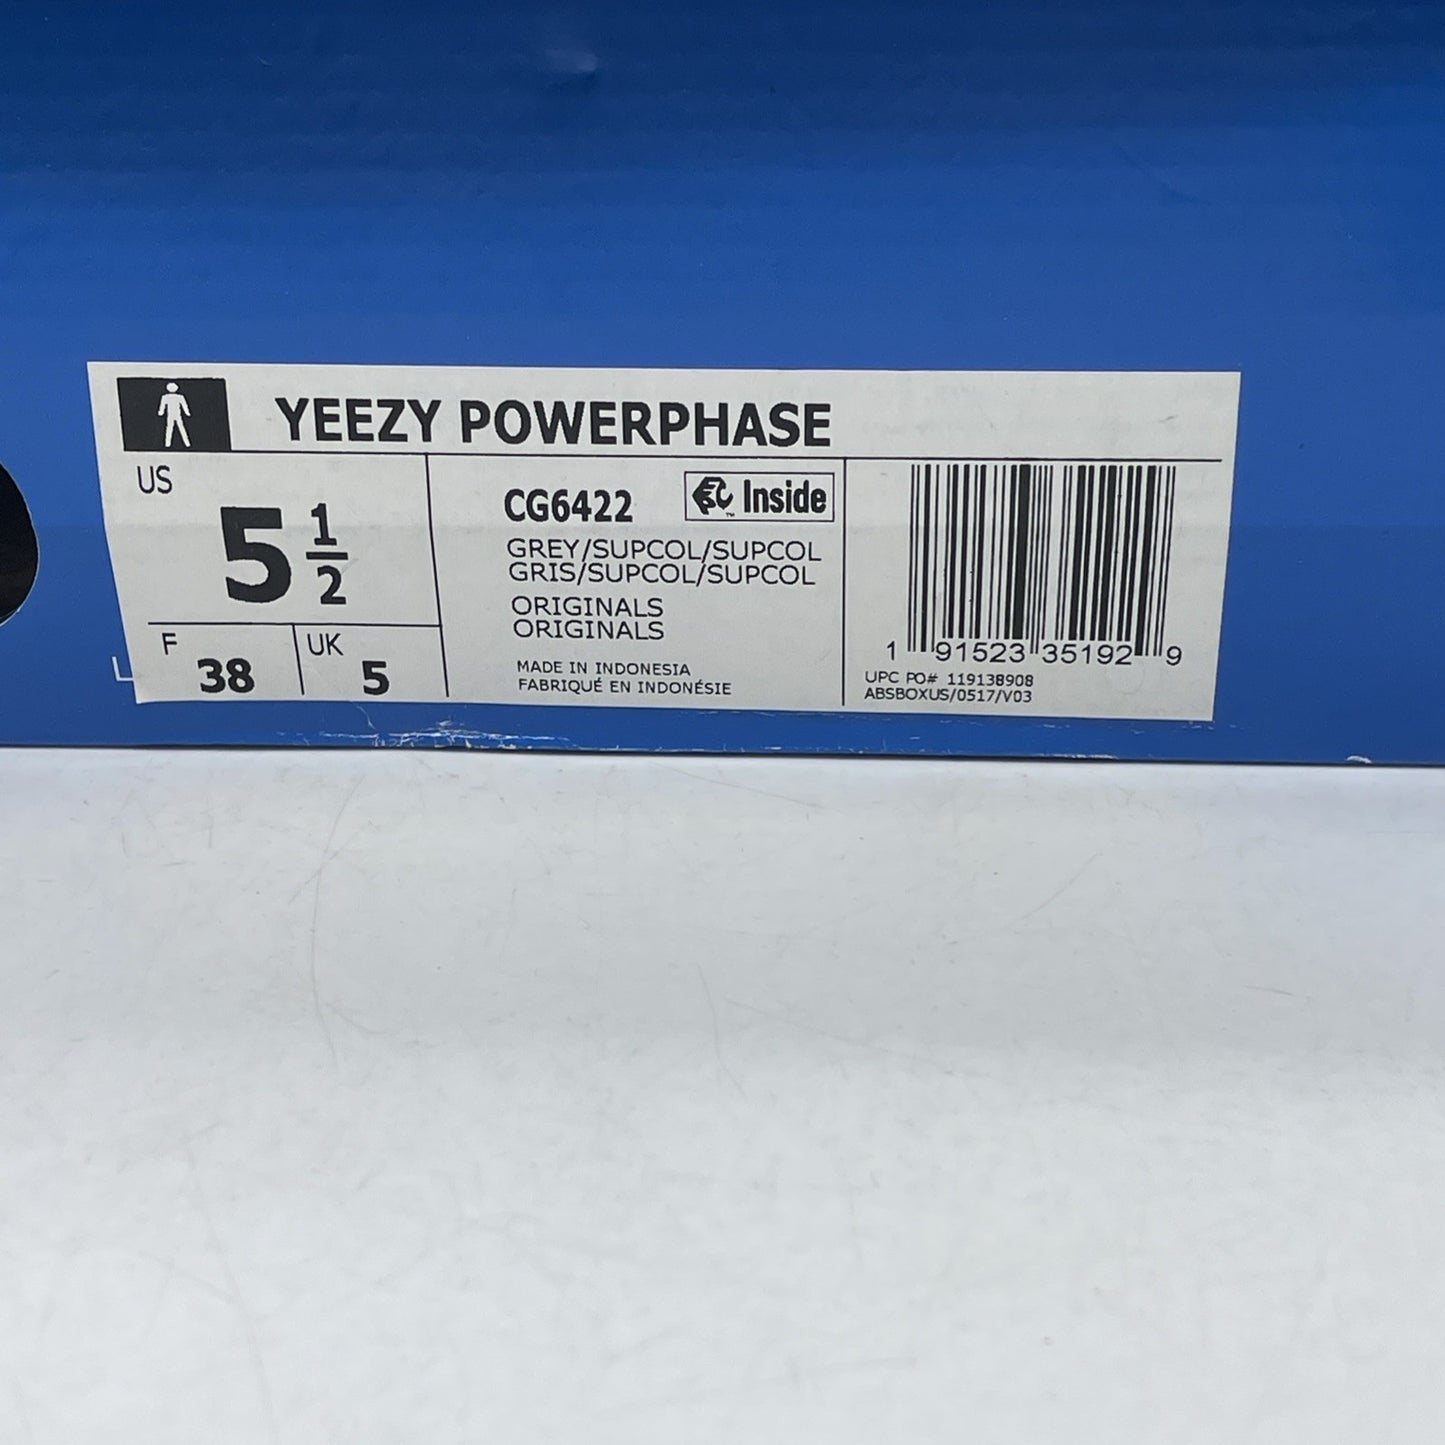 YEEZY POWERPHASE
US
5 1/2
F 38
UK 5
CG6422
Inside
GREY/SUPCOL/SUPCOL
GRIS/SUPCOL/SUPCOL
ORIGINALS
ORIGINALS
MADE IN INDONESIA
FABRIQUÉ EN INDONÉSIE
1 91523 35192 9
UPC PO# 119138908
ABSBOXUS/0517/V03